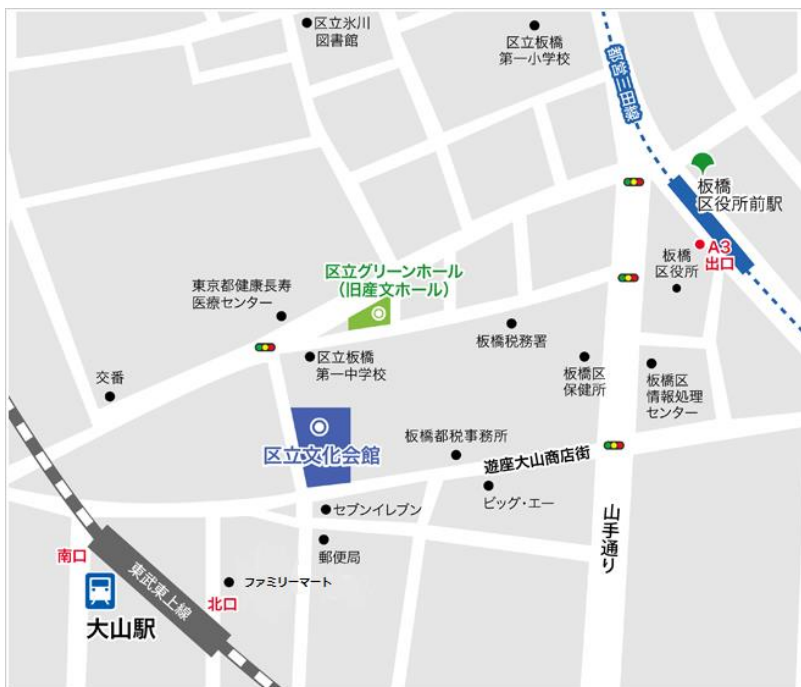 区立氷川
図書館
区立板橋
第一小学校
都営三田線
板橋
区役所前駅
A3
出口
板橋
区役所
区立グリーンホール
(旧産文ホール)
東京都健康長寿
医療センター
板橋税務署
区立板橋
第一中学校
交番
板橋区
保健所
板橋区
情報処理
センター
区立文化会館
板橋都税事務所
遊座大山商店街
ビッグ・エー
セブンイレブン
山手通り
郵便局
南口
東武東上線
ファミリーマート
北口
大山駅